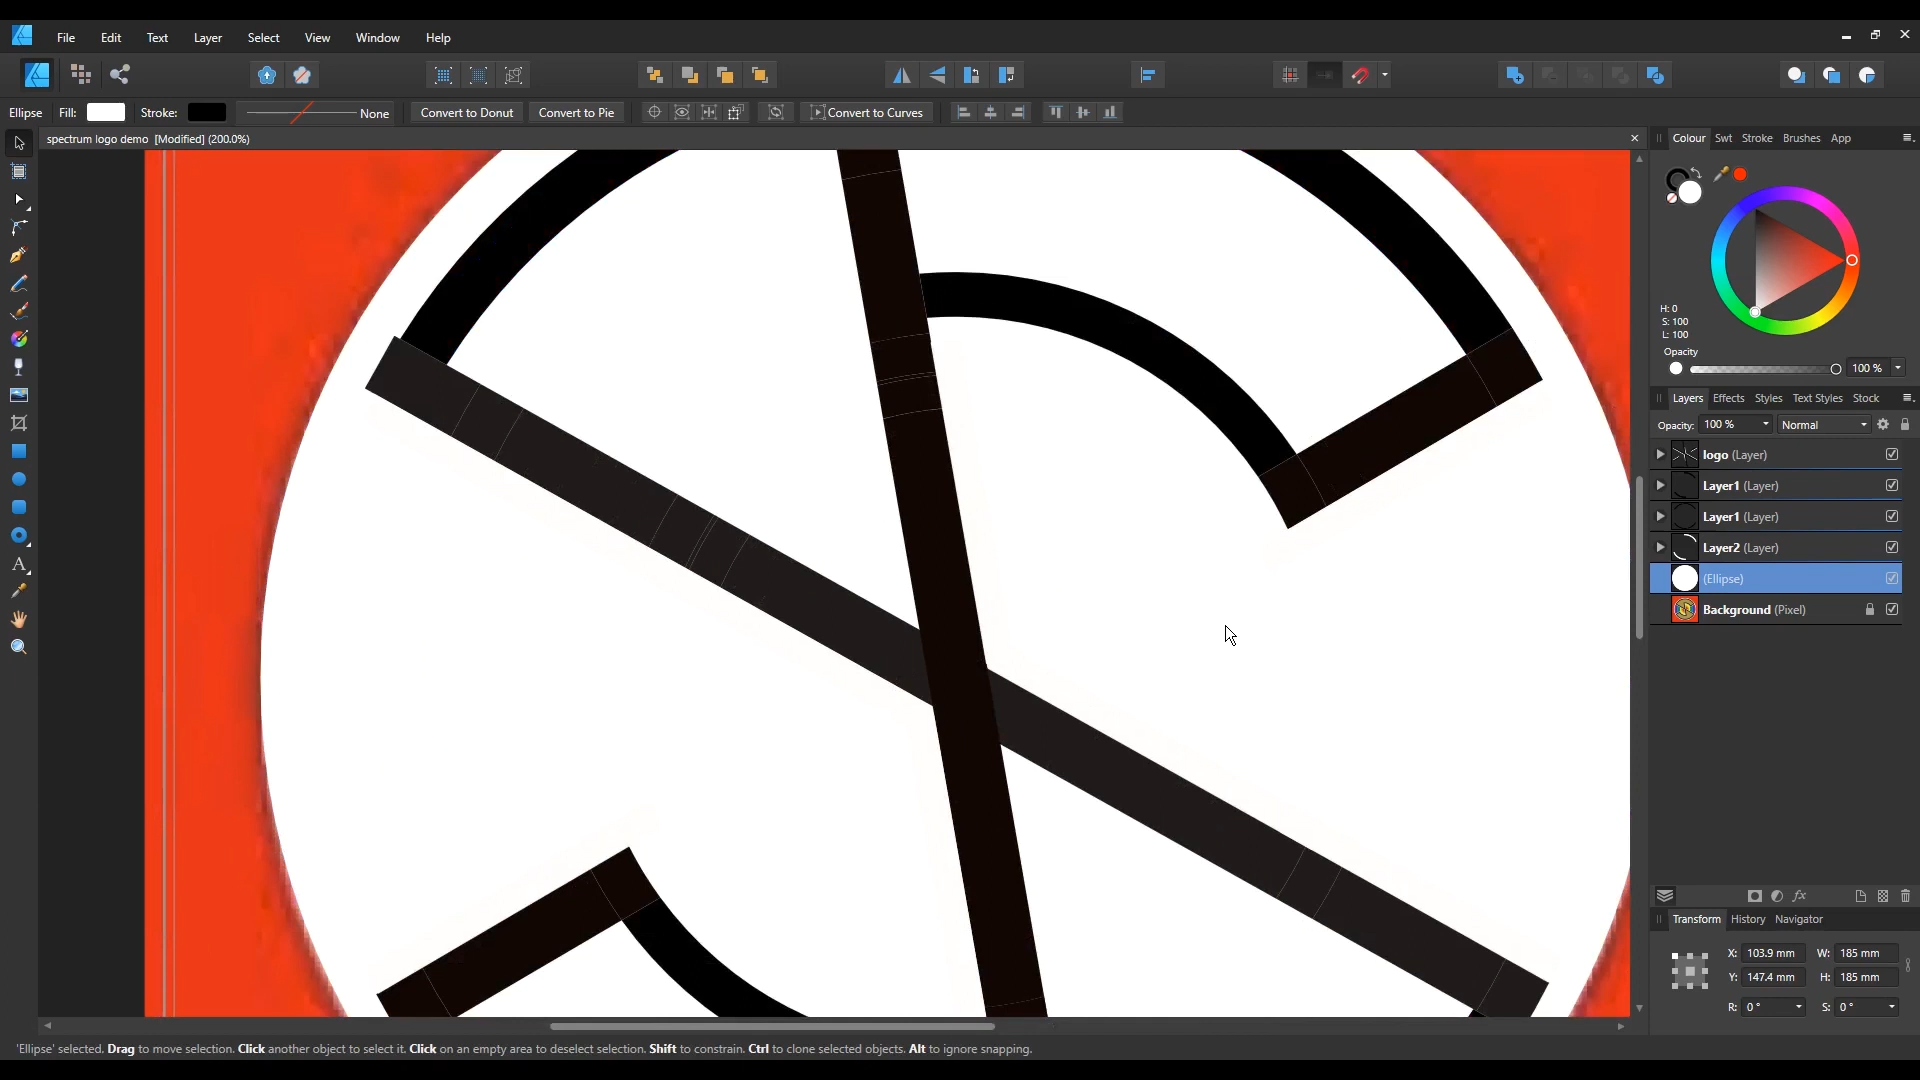 File Edit Text Layer Select View Window Help
Ellipse Fill: Stroke: None Convert to Donut Convert to Pie Convert to Curves
spectrum logo demo [Modified] (200.0%)
Colour Swt Stroke Brushes App
H: 0
S: 100
L: 100
Opacity
100 %
Layers Effects Styles Text Styles Stock
Opacity: 100 % Normal
logo (Layer)
Layer1 (Layer)
Layer1 (Layer)
Layer2 (Layer)
(Ellipse)
Background (Pixel)
fx
Transform History Navigator
X: 103.9 mm W: 185 mm
Y: 147.4 mm H: 185 mm
R: 0 ° S: 0 °
'Ellipse' selected. Drag to move selection. Click another object to select it. Click on an empty area to deselect selection. Shift to constrain. Ctrl to clone selected objects. Alt to ignore snapping.